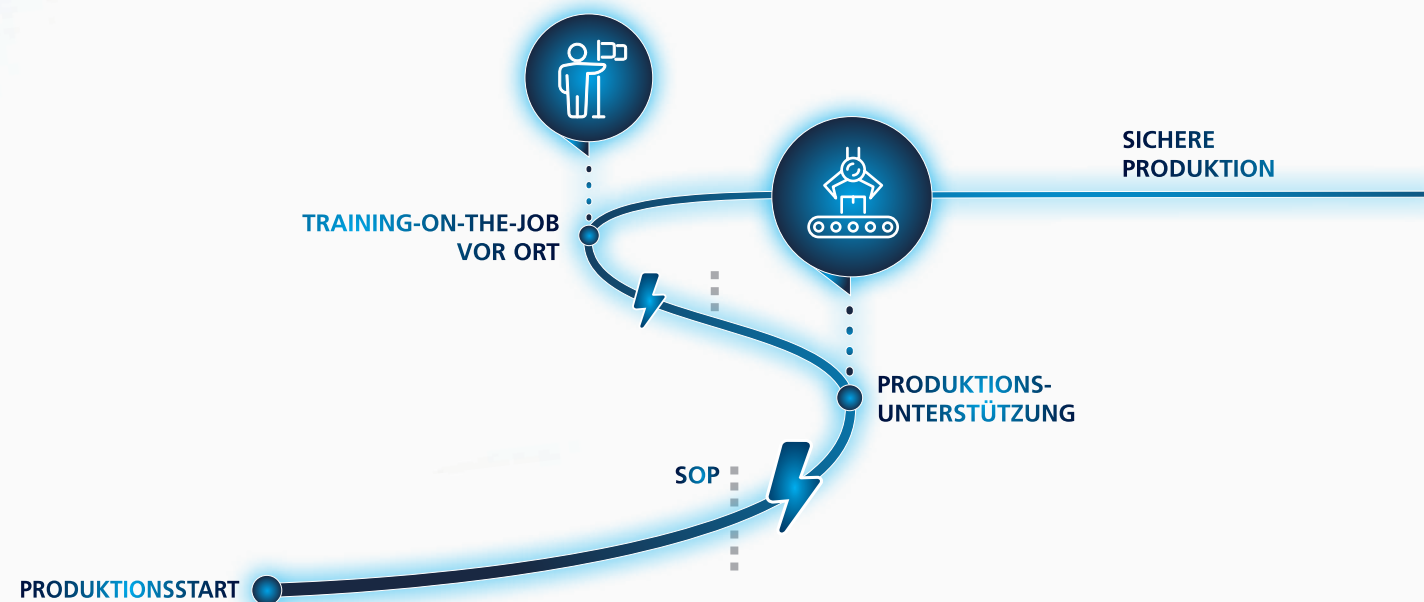 SICHERE
PRODUKTION
TRAINING-ON-THE-JOB
VOR ORT
PRODUKTIONS-
UNTERSTÜTZUNG
SOP
PRODUKTIONSSTART